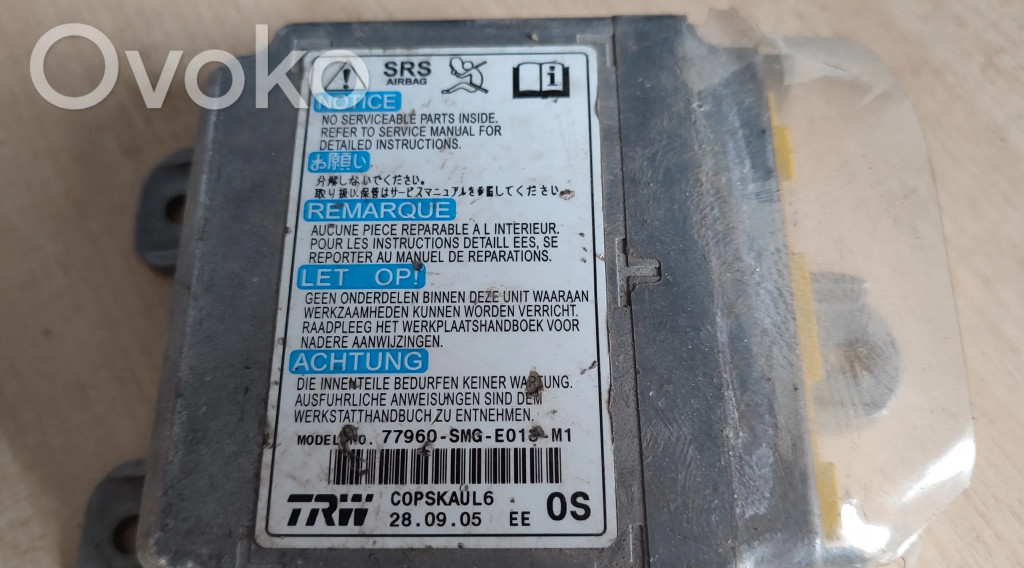 Ovoko
SRS
AIRBAG
NOTICE
NO SERVICEABLE PARTS INSIDE.
REFER TO SERVICE MANUAL FOR
DETAILED INSTRUCTIONS.
お願い
分解しないでください。
取り扱い、保管はサービスマニュアルを参照してください。
REMARQUE
AUCUNE PIECE REPARABLE A L INTERIEUR.
POUR LES INSTRUCTIONS DETAILL EES, SE
REPORTER AU MANUEL DE REPARATIONS.
LET OP!
GEEN ONDERDELEN BINNEN DEZE UNIT WAARAAN
WERKZAAMHEDEN KUNNEN WORDEN VERRICHT.
RAADPLEEG HET WERKPLAATSHANDBOEK VOOR
NADERE AANWIJZINGEN.
ACHTUNG
DIE INNENTEILE BEDURFEN KEINER WARTUNG.
AUSFUHRLICHE ANWEISUNGEN SIND DEM
WERKSTATTHANDBUCH ZU ENTNEHMEN.
MODEL NO. 77960-SMG-E013-M1
TRW C0PSKAUL6 0S
28.09.05 EE